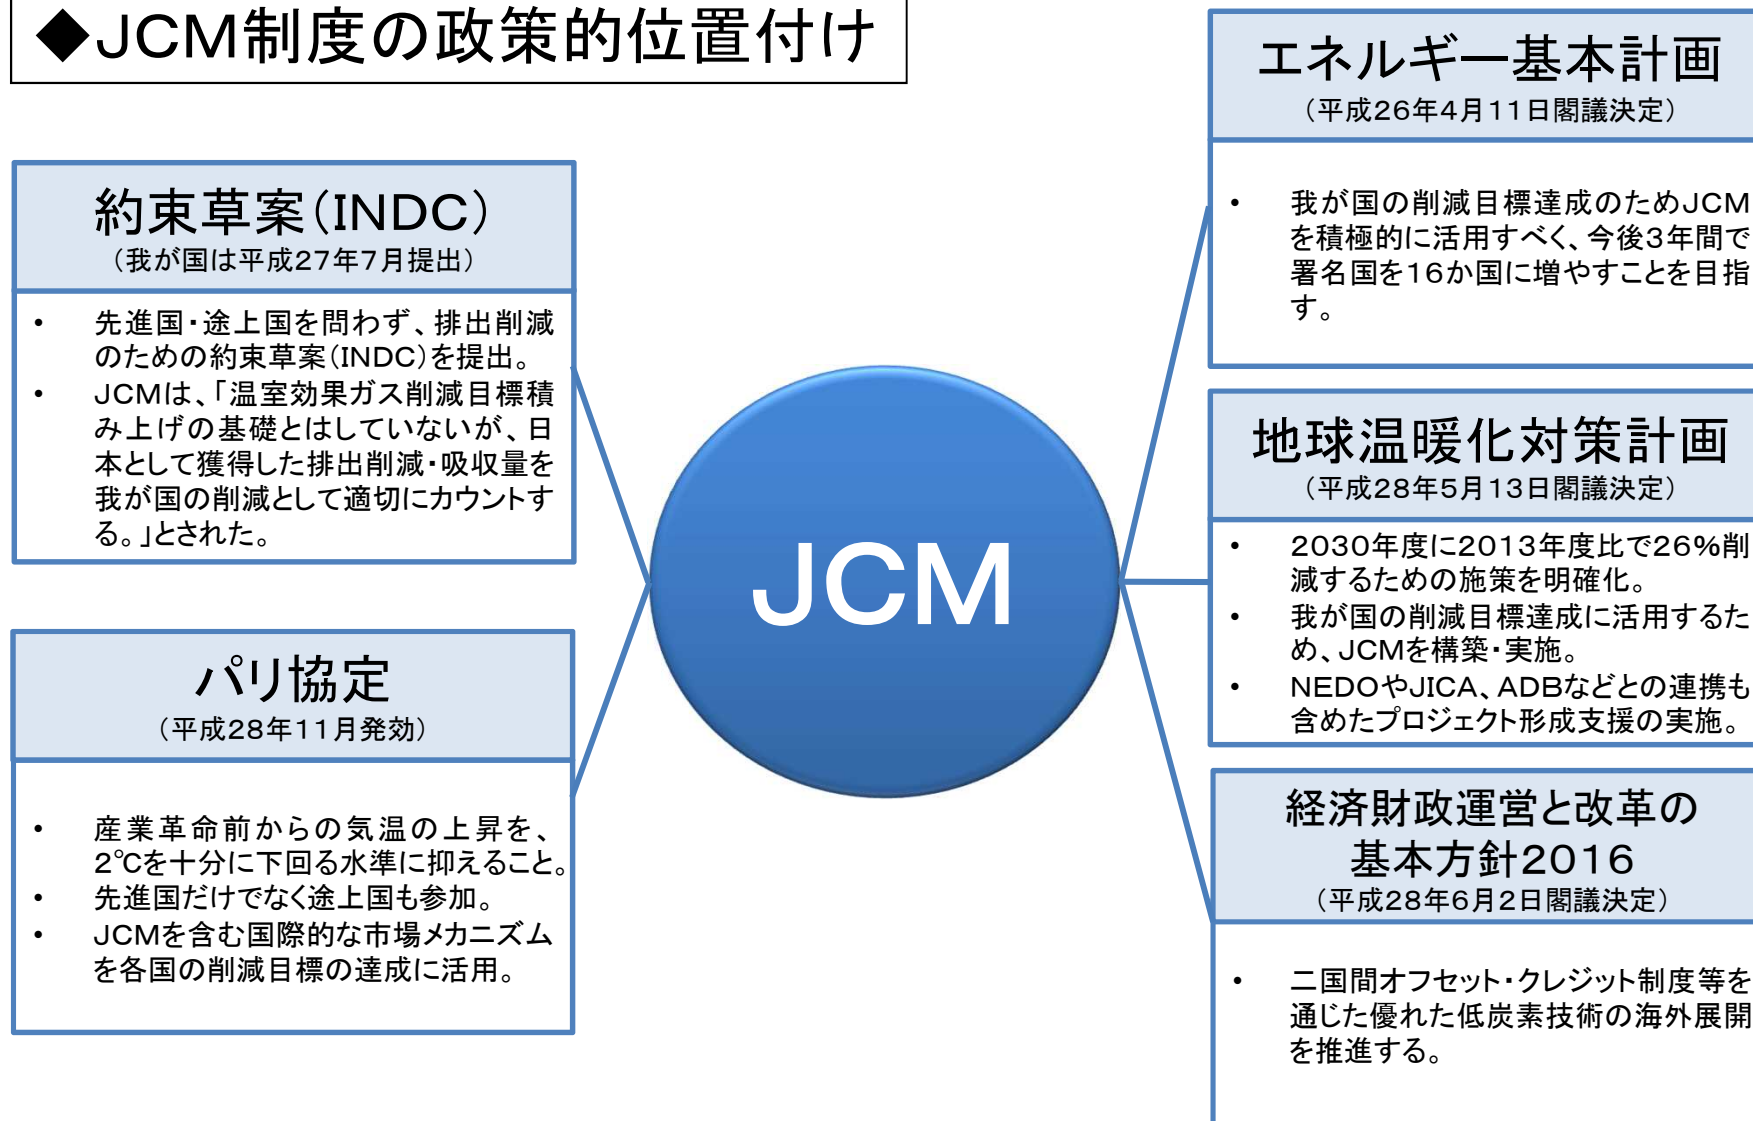 ◆JCM制度の政策的位置付け
約束草案(INDC)
(我が国は平成27年7月提出)
• 先進国・途上国を問わず、排出削減
のための約束草案(INDC)を提出。
• JCMは、「温室効果ガス削減目標積
み上げの基礎とはしていないが、日
本として獲得した排出削減・吸収量を
我が国の削減として適切にカウントす
る。」とされた。
パリ協定
(平成28年11月発効)
• 産業革命前からの気温の上昇を、
2℃を十分に下回る水準に抑えること。
• 先進国だけでなく途上国も参加。
• JCMを含む国際的な市場メカニズム
を各国の削減目標の達成に活用。
JCM
エネルギー基本計画
(平成26年4月11日閣議決定)
• 我が国の削減目標達成のためJCM
を積極的に活用すべく、今後3年間で
署名国を16か国に増やすことを目指
す。
地球温暖化対策計画
(平成28年5月13日閣議決定)
• 2030年度に2013年度比で26%削
減するための施策を明確化。
• 我が国の削減目標達成に活用するた
め、JCMを構築・実施。
• NEDOやJICA、ADBなどとの連携も
含めたプロジェクト形成支援の実施。
経済財政運営と改革の
基本方針2016
(平成28年6月2日閣議決定)
• 二国間オフセット・クレジット制度等を
通じた優れた低炭素技術の海外展開
を推進する。